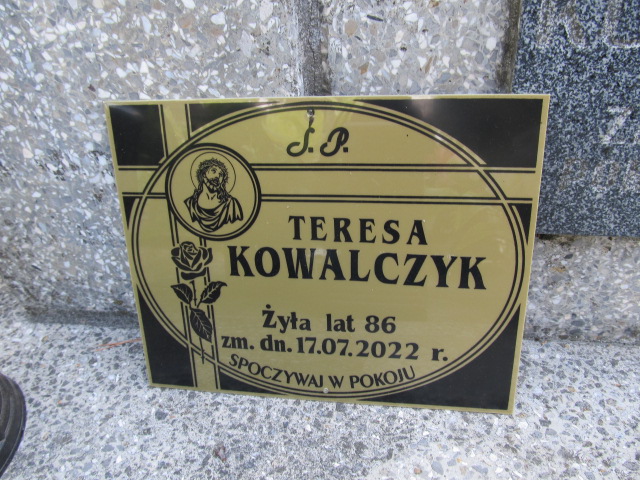 Ś. P.
TERESA
KOWALCZYK
Żyła lat 86
zm. dn. 17.07.2022 r.
SPOCZYWAJ W POKOJU